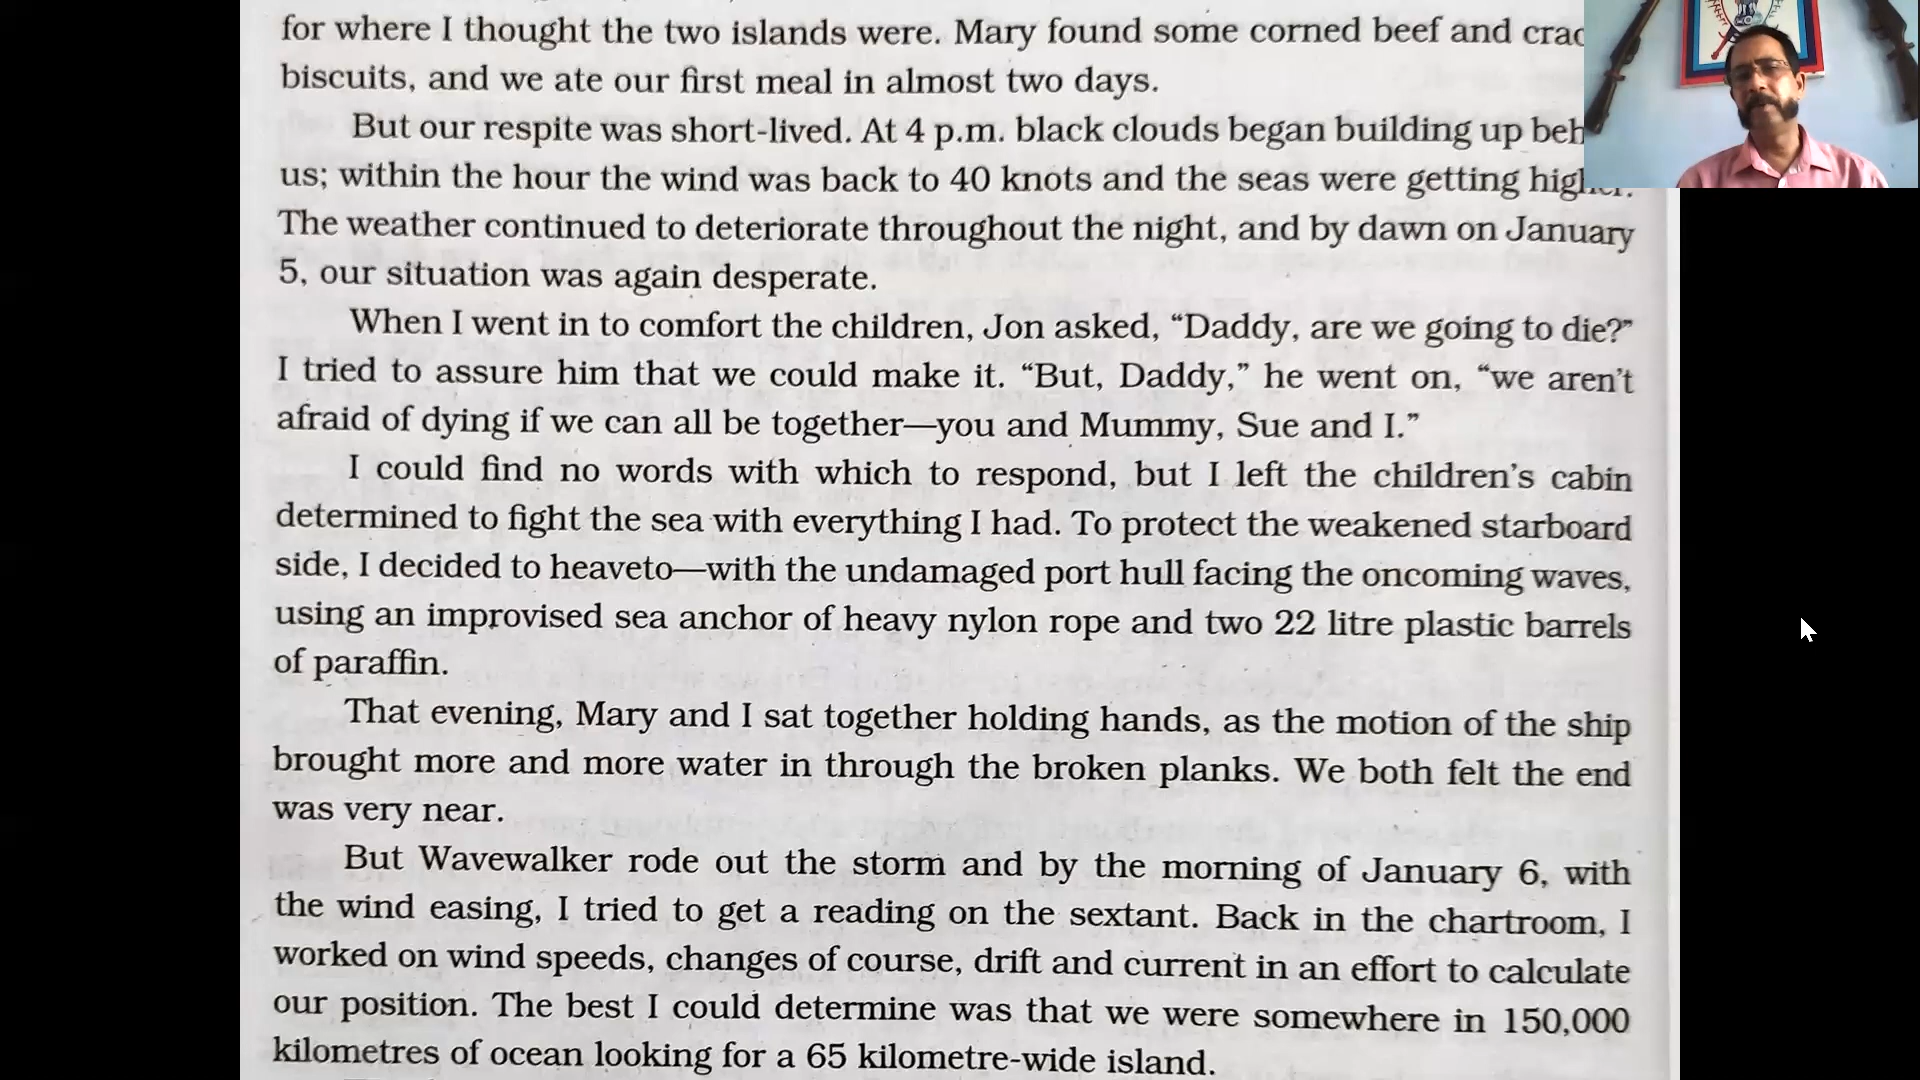 for where I thought the two islands were. Mary found some corned beef and
biscuits, and we ate our first meal in almost two days.
But our respite was short-lived. At 4 p.m. black clouds began building up
us; within the hour the wind was back to 40 knots and the seas were getting higher.
The weather continued to deteriorate throughout the night, and by dawn on January
5, our situation was again desperate.
When I went in to comfort the children, Jon asked, “Daddy, are we going to die?”
I tried to assure him that we could make it. “But, Daddy,” he went on, “we aren’t
afraid of dying if we can all be together—you and Mummy, Sue and I.”
I could find no words with which to respond, but I left the children’s cabin
determined to fight the sea with everything I had. To protect the weakened starboard
side, I decided to heaveto—with the undamaged port hull facing the oncoming waves,
using an improvised sea anchor of heavy nylon rope and two 22 litre plastic barrels
of paraffin.
That evening, Mary and I sat together holding hands, as the motion of the ship
brought more and more water in through the broken planks. We both felt the end
was very near.
But Wavewalker rode out the storm and by the morning of January 6, with
the wind easing, I tried to get a reading on the sextant. Back in the chartroom, I
worked on wind speeds, changes of course, drift and current in an effort to calculate
our position. The best I could determine was that we were somewhere in 150,000
kilometres of ocean looking for a 65 kilometre-wide island.